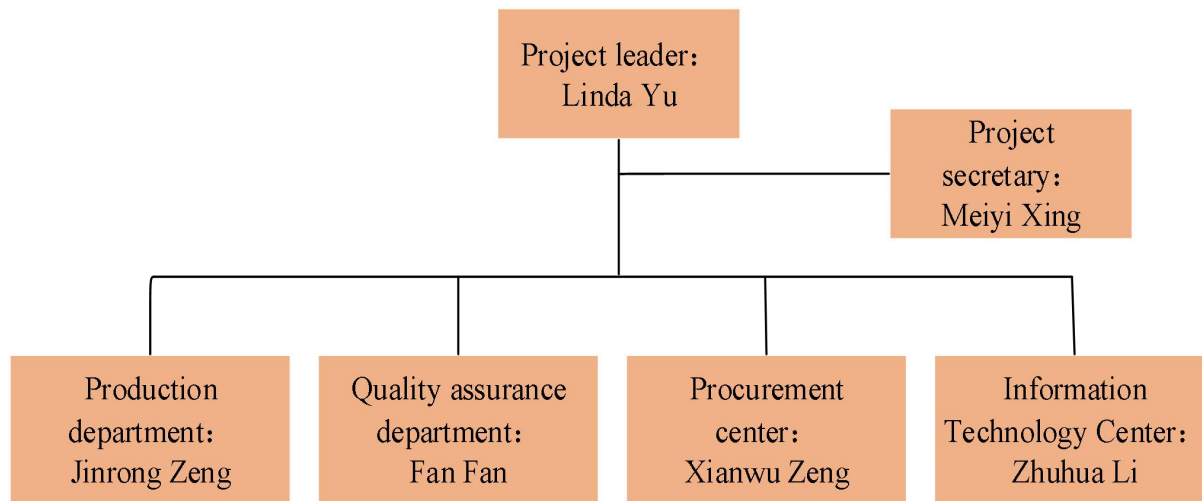 Project leader：
Linda Yu
Project
secretary：
Meiyi Xing
Production
department：
Jinrong Zeng
Quality assurance
department：
Fan Fan
Procurement
center：
Xianwu Zeng
Information
Technology Center：
Zhuhua Li